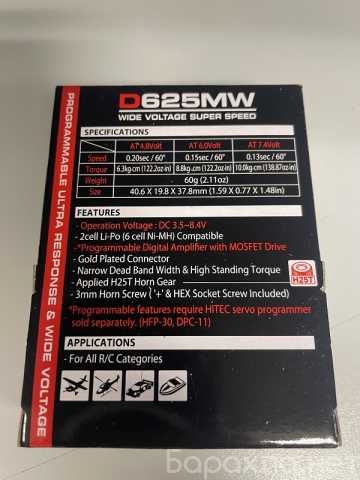 PROGRAMMABLE ULTRA RESPONSE & WIDE VOLTAGE
D625MW
WIDE VOLTAGE SUPER SPEED
SPECIFICATIONS
AT 4.8Volt AT 6.0Volt AT 7.4Volt
Speed 0.20sec / 60° 0.15sec / 60° 0.13sec / 60°
Torque 6.3kg-cm (122.2oz-in) 8.8kg-cm (122.2oz-in) 10.0kg-cm (138.87oz-in)
Weight 60g (2.11oz)
Size 40.6 X 19.8 X 37.8mm (1.59 X 0.77 X 1.48in)
FEATURES
- Operation Voltage : DC 3.5~8.4V
- 2cell Li-Po (6 cell Ni-MH) Compatible
- *Programmable Digital Amplifier with MOSFET Drive
- Gold Plated Connector
- Narrow Dead Band Width & High Standing Torque
- Applied H25T Horn Gear
- 3mm Horn Screw ( '+' & HEX Socket Screw Included)
H25T
*Programmable features require HiTEC servo programmer
sold separately. (HFP-30, DPC-11)
APPLICATIONS
- For All R/C Categories